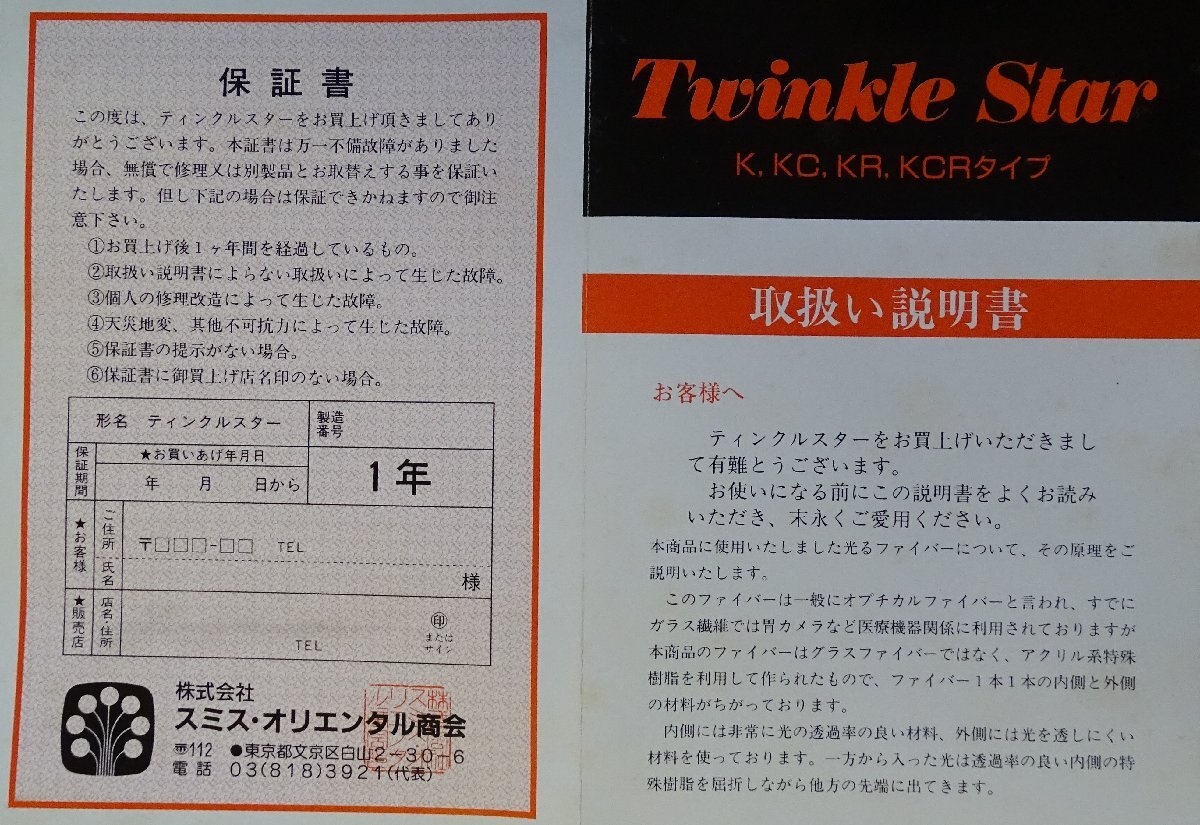 保証書
この度は、ティンクルスターをお買上げ頂きましてあり
がとうございます。本証書は万一不備故障がありました
場合、無償で修理又は別製品とお取替えする事を保証い
たします。但し下記の場合は保証できかねますので御注
意下さい。
①お買上げ後1ヶ年間を経過しているもの。
②取扱い説明書によらない取扱いによって生じた故障。
③個人の修理改造によって生じた故障。
④天災地変、其他不可抗力によって生じた故障。
⑤保証書の提示がない場合。
⑥保証書に御買上げ店名印のない場合。
形名 ティンクルスター
製造
番号
保証期間
★お買いあげ年月日
年 月 日から
1年
★お客様
ご住所
〒□□□-□□ TEL
氏名
様
★販売店
店名・住所
TEL
㊞
または
サイン
株式会社
スミス・オリエンタル商会
〠112 ●東京都文京区白山2-30 6
電話 03(818)3921(代表)
Twinkle Star
K, KC, KR, KCRタイプ
取扱い説明書
お客様へ
ティンクルスターをお買上げいただきまし
て有難とうございます。
お使いになる前にこの説明書をよくお読み
いただき、末永くご愛用ください。
本商品に使用いたしました光るファイバーについて、その原理をご
説明いたします。
このファイバーは一般にオプチカルファイバーと言われ、すでに
ガラス繊維では胃カメラなど医療機器関係に利用されておりますが
本商品のファイバーはグラスファイバーではなく、アクリル系特殊
樹脂を利用して作られたもので、ファイバー1本1本の内側と外側
の材料がちがっております。
内側には非常に光の透過率の良い材料、外側には光を透しにくい
材料を使っております。一方から入った光は透過率の良い内側の特
殊樹脂を屈折しながら他方の先端に出てきます。